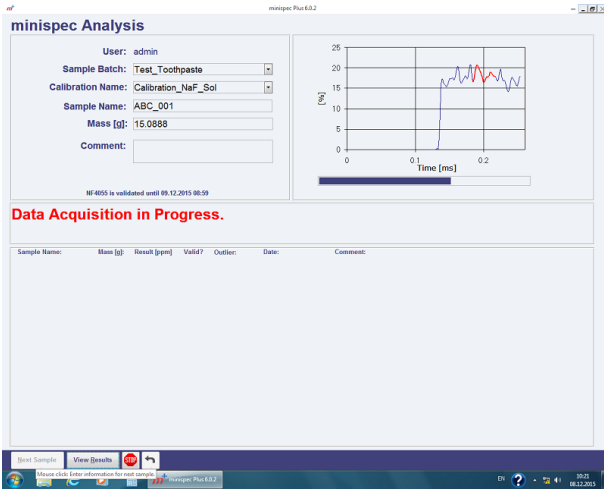 minispec Plus 6.0.2
minispec Analysis
User: admin
Sample Batch: Test_Toothpaste
Calibration Name: Calibration_NaF_Sol
Sample Name: ABC_001
Mass [g]: 15.0888
Comment:
NF4055 is validated until 09.12.2015 08:59
25
20
15
10
5
0
[%]
0 0.1 0.2
Time [ms]
Data Acquisition in Progress.
Sample Name: Mass [g]: Result [ppm] Valid? Outlier: Date: Comment:
Next Sample View Results STOP
Mouse click: Enter information for next sample.
minispec Plus 6.0.2
EN 10:21
08.12.2015